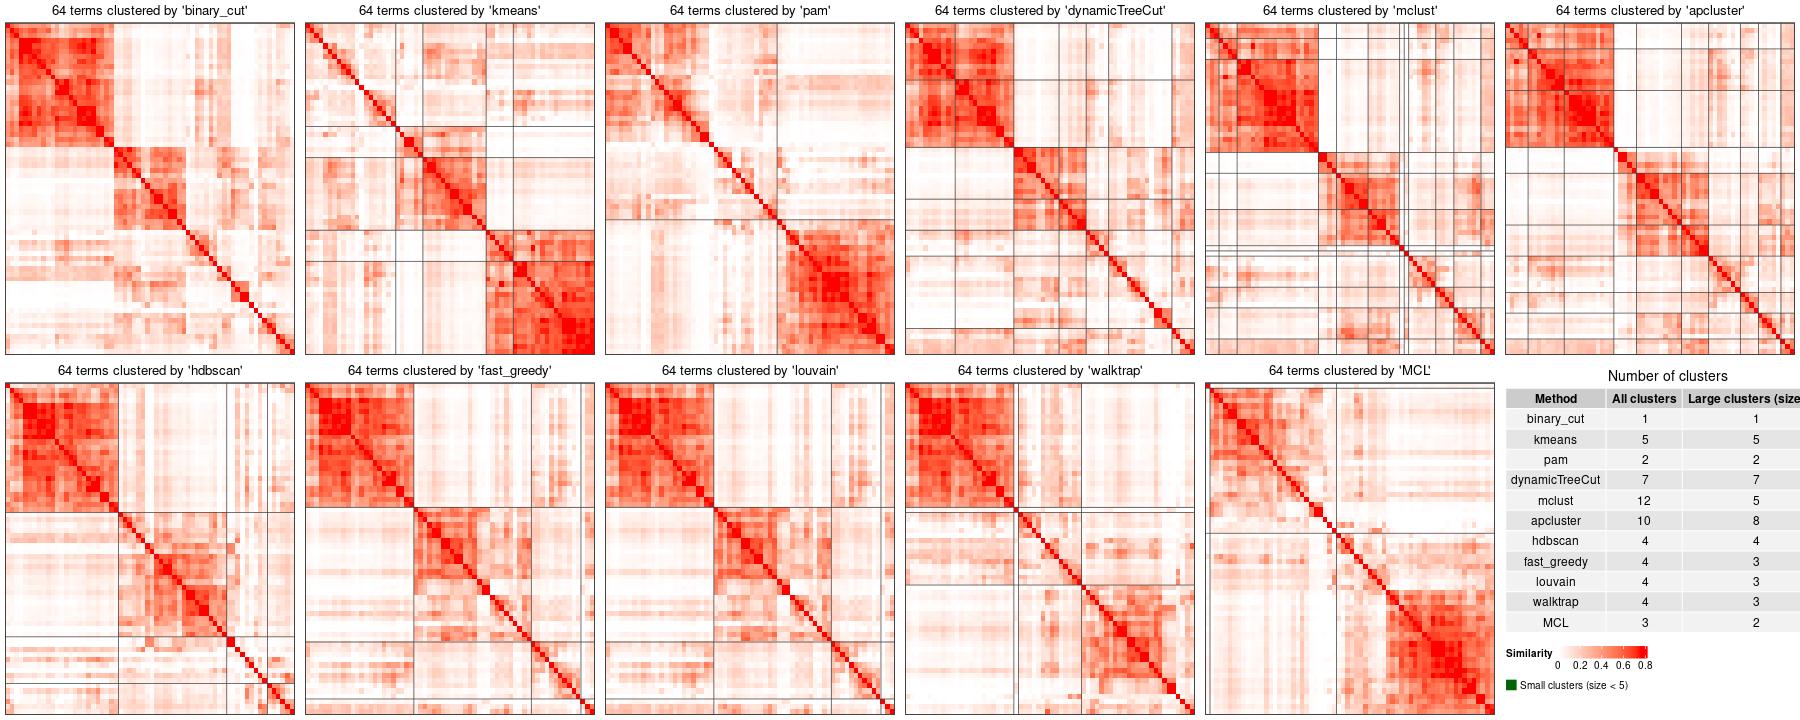 64 terms clustered by 'binary_cut'
64 terms clustered by 'kmeans'
64 terms clustered by 'pam'
64 terms clustered by 'dynamicTreeCut'
64 terms clustered by 'mclust'
64 terms clustered by 'apcluster'
64 terms clustered by 'hdbscan'
64 terms clustered by 'fast_greedy'
64 terms clustered by 'louvain'
64 terms clustered by 'walktrap'
64 terms clustered by 'MCL'
Number of clusters
Method All clusters Large clusters (size
binary_cut 1 1
kmeans 5 5
pam 2 2
dynamicTreeCut 7 7
mclust 12 5
apcluster 10 8
hdbscan 4 4
fast_greedy 4 3
louvain 4 3
walktrap 4 3
MCL 3 2
Similarity
0 0.2 0.4 0.6 0.8
Small clusters (size < 5)